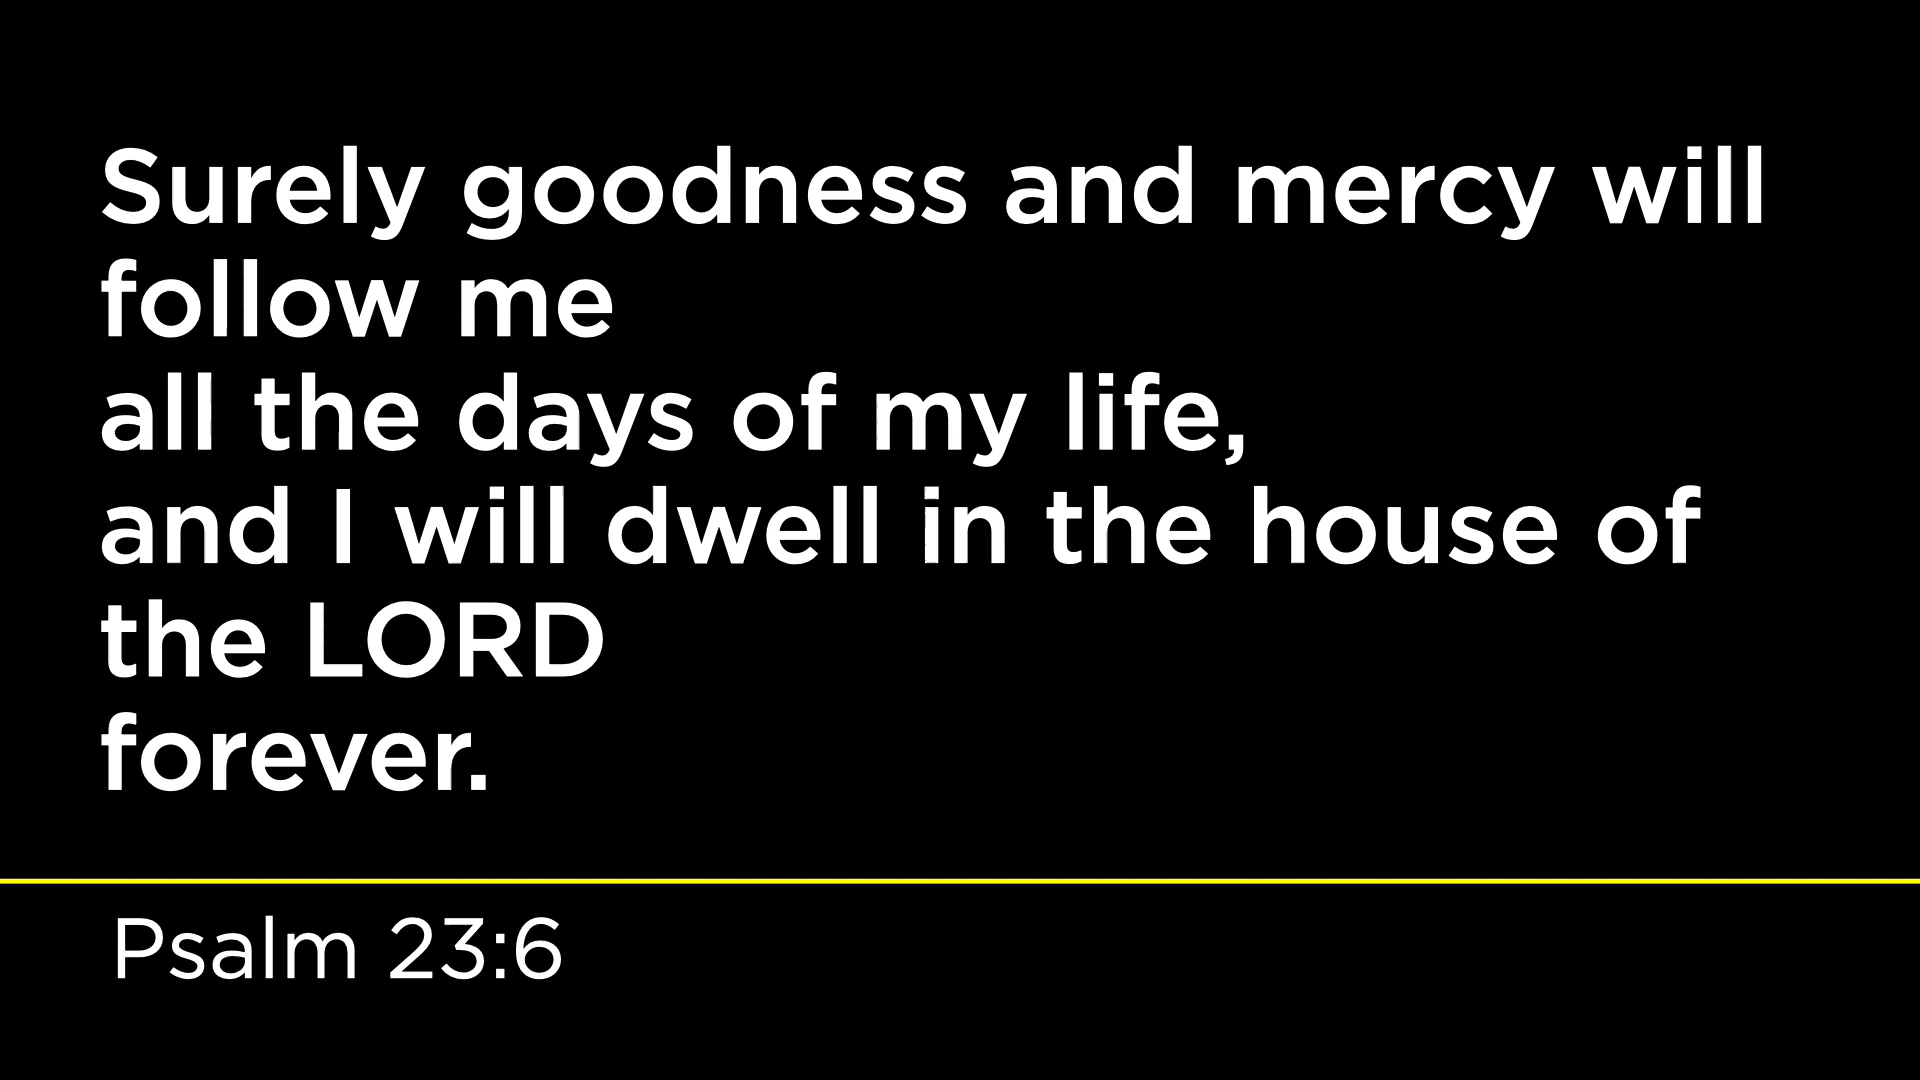 Surely goodness and mercy will
follow me
all the days of my life,
and I will dwell in the house of
the LORD
forever.
Psalm 23:6